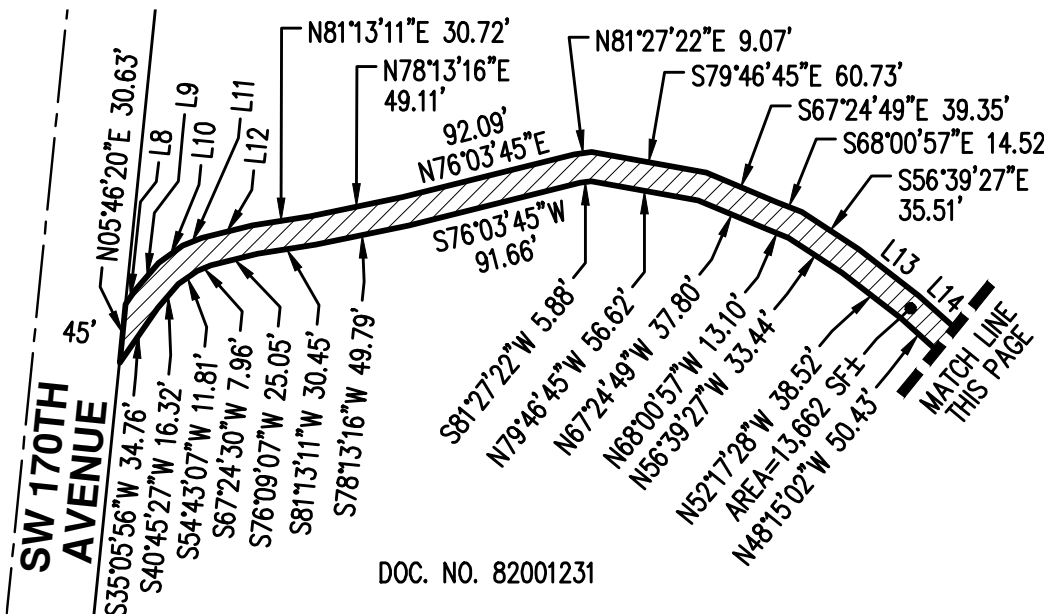 N81°13'11"E 30.72'
N78°13'16"E
49.11'
N81°27'22"E 9.07'
S79°46'45"E 60.73'
S67°24'49"E 39.35'
S68°00'57"E 14.52
S56°39'27"E
35.51'
N05°46'20"E 30.63'
L8
L9
L10
L11
L12
92.09'
N76°03'45"E
S76°03'45"W
91.66'
L13
L14
45'
SW 170TH
AVENUE
S35°05'56"W 34.76'
S40°45'27"W 16.32'
S54°43'07"W 11.81'
S67°24'30"W 7.96'
S76°09'07"W 25.05'
S81°13'11"W 30.45'
S78°13'16"W 49.79'
S81°27'22"W 5.88'
N79°46'45"W 56.62'
N67°24'49"W 37.80'
N68°00'57"W 13.10'
N56°39'27"W 33.44'
N52°17'28"W 38.52'
AREA=13,662 SF±
N48°15'02"W 50.43'
MATCH LINE
THIS PAGE
DOC. NO. 82001231